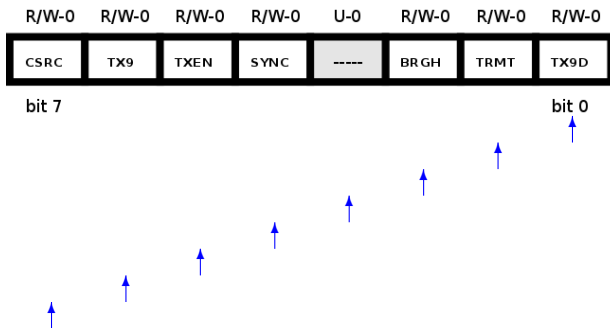 R/W-0 R/W-0 R/W-0 R/W-0 U-0 R/W-0 R/W-0 R/W-0
CSRC TX9 TXEN SYNC ----- BRGH TRMT TX9D
bit 7 bit 0